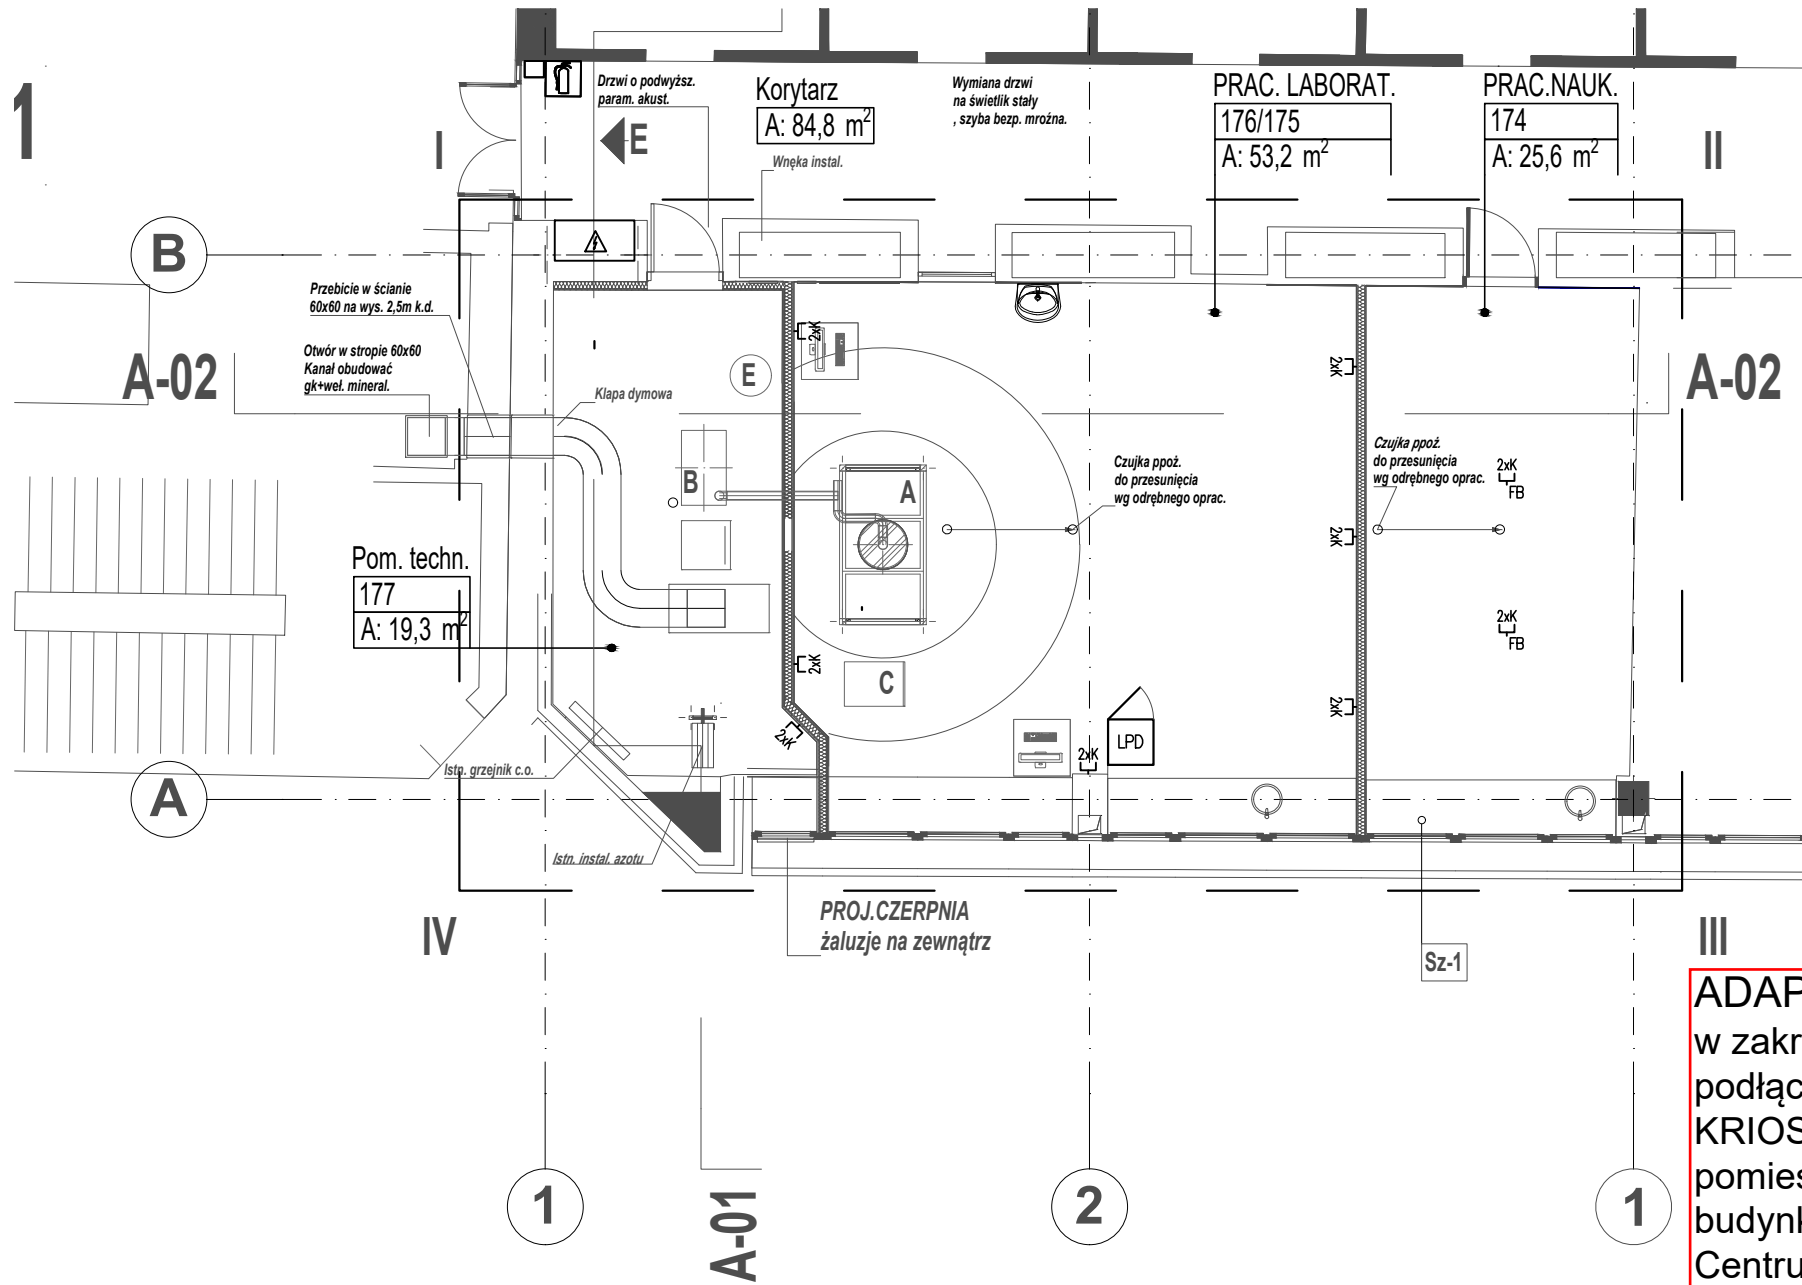 1
I
E
Drzwi o podwyższ.
param. akust.
Korytarz
A: 84,8 m²
Wnęka instal.
Wymiana drzwi
na świetlik stały
, szyba bezp. mroźna.
PRAC. LABORAT.
176/175
A: 53,2 m²
PRAC.NAUK.
174
A: 25,6 m²
II
B
Przebicie w ścianie
60x60 na wys. 2,5m k.d.
Otwór w stropie 60x60
Kanał obudować
gk+weł. mineral.
A-02
Klapa dymowa
E
2xK
2xK
A-02
B
A
Czujka ppoż.
do przesunięcia
wg odrębnego oprac.
Czujka ppoż.
do przesunięcia
wg odrębnego oprac.
2xK
FB
2xK
Pom. techn.
177
A: 19,3 m²
2xK
FB
2xK
C
2xK
2xK
2xK
LPD
Istn. grzejnik c.o.
A
Istn. instal. azotu
IV
PROJ.CZERPNIA
żaluzje na zewnątrz
Sz-1
III
ADAP
w zakr
podłąc
KRIOS
pomies
budynk
Centru
1
A-01
2
1